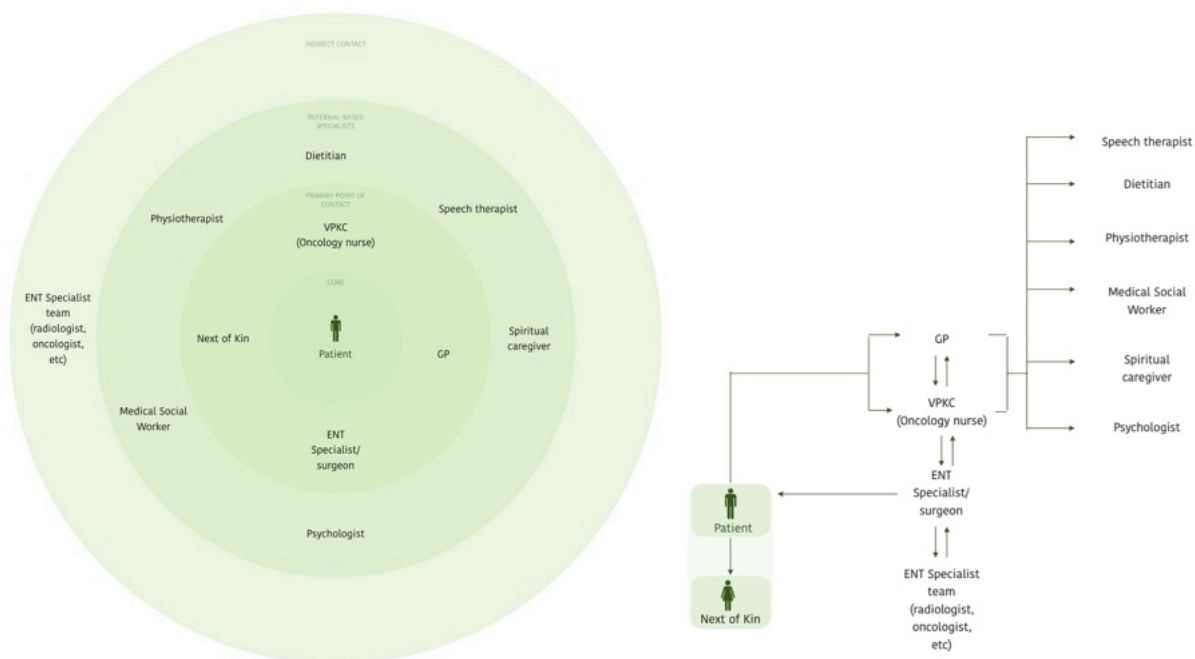 INDIRECT CONTACT
REFERRAL-BASED
SPECIALISTS
Dietitian
PRIMARY POINT OF
CONTACT
Physiotherapist
Speech therapist
VPKC
(Oncology nurse)
CORE
ENT Specialist
team
(radiologist,
oncologist,
etc)
Next of Kin
Patient
GP
Spiritual
caregiver
Medical Social
Worker
ENT
Specialist/
surgeon
Psychologist
Speech therapist
Dietitian
Physiotherapist
Medical Social
Worker
GP
Spiritual
caregiver
VPKC
(Oncology nurse)
Psychologist
ENT
Specialist/
surgeon
Patient
ENT Specialist
team
(radiologist,
oncologist,
etc)
Next of Kin